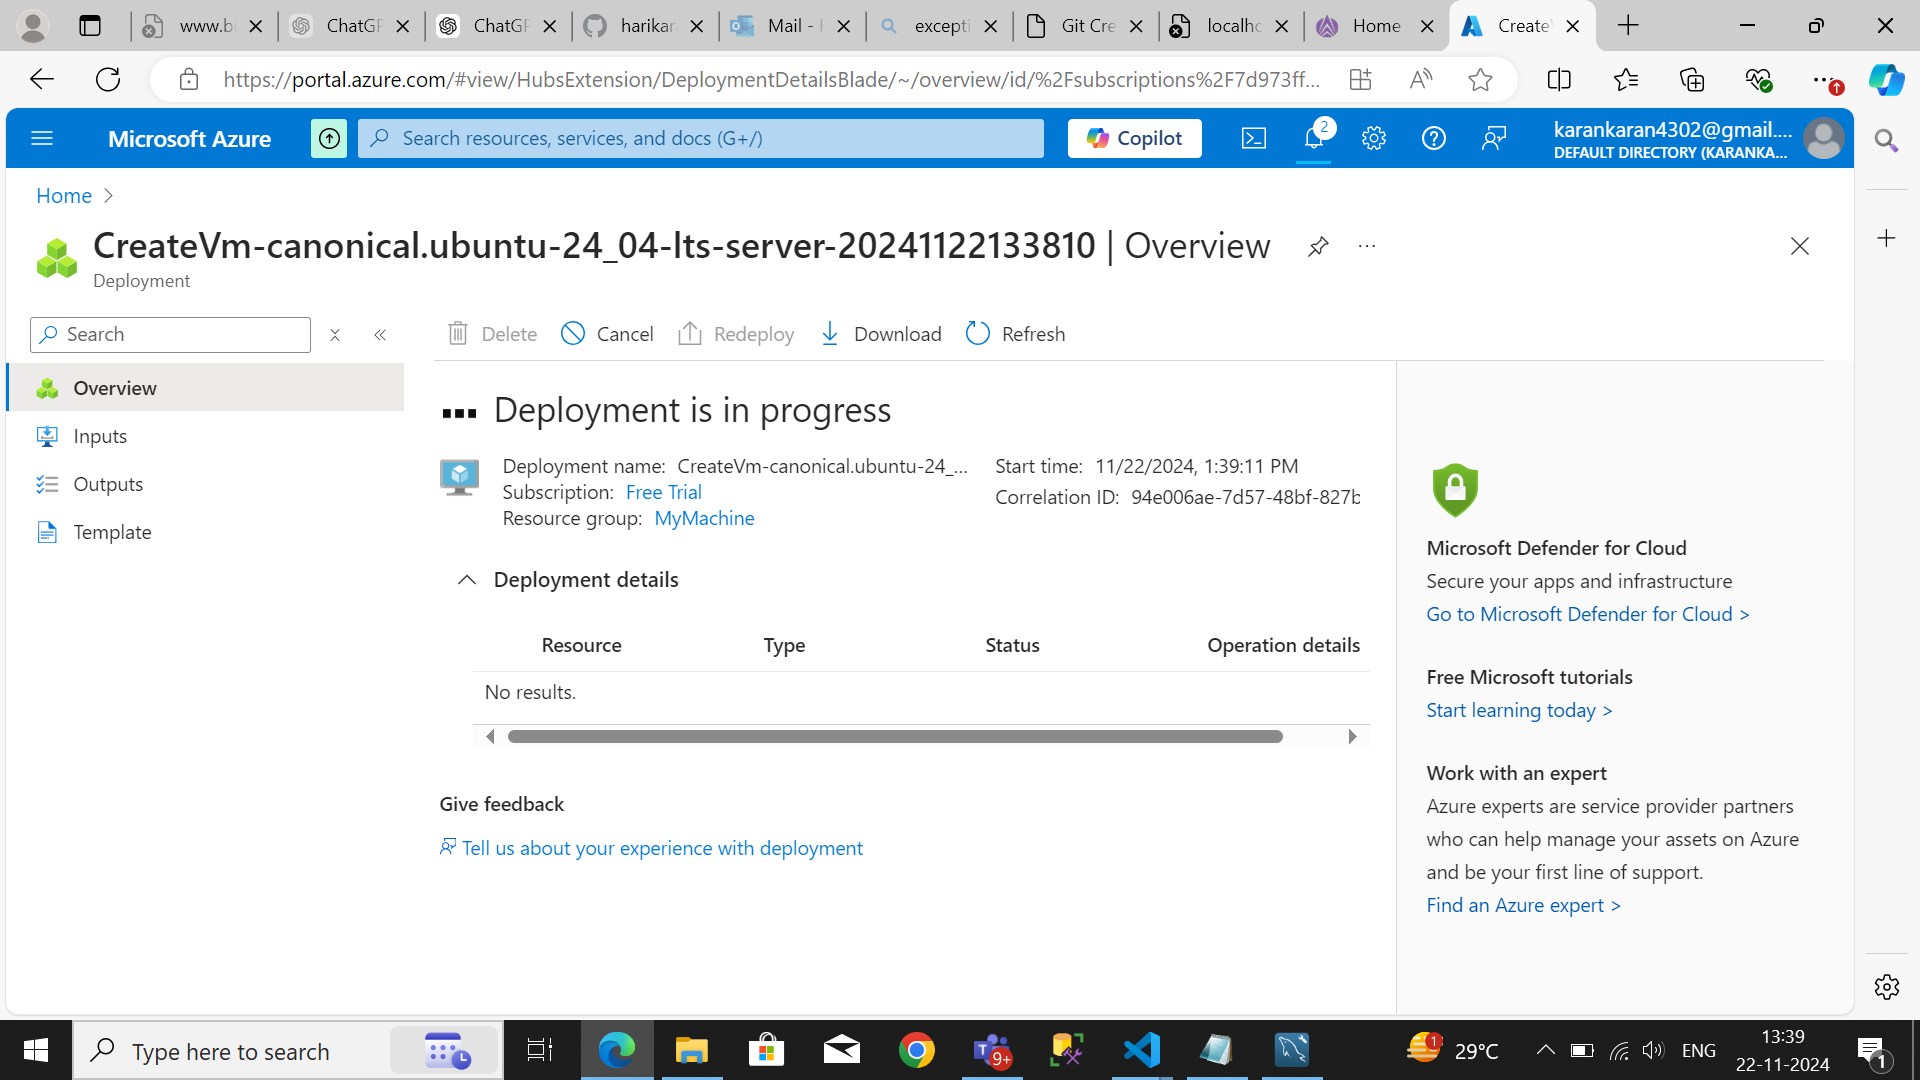 www.bi
ChatGP
ChatGP
harikar
Mail - 
excepti
Git Cre
localho
Home
Create
https://portal.azure.com/#view/HubsExtension/DeploymentDetailsBlade/~/overview/id/%2Fsubscriptions%2F7d973ff...
Microsoft Azure
Search resources, services, and docs (G+/)
Copilot
2
karankaran4302@gmail....
DEFAULT DIRECTORY (KARANKA...
Home
CreateVm-canonical.ubuntu-24_04-lts-server-20241122133810 | Overview
Deployment
Search
Delete
Cancel
Redeploy
Download
Refresh
Overview
Inputs
Outputs
Template
Deployment is in progress
Deployment name: CreateVm-canonical.ubuntu-24_...
Subscription: Free Trial
Resource group: MyMachine
Start time: 11/22/2024, 1:39:11 PM
Correlation ID: 94e006ae-7d57-48bf-827b
Deployment details
Resource Type Status Operation details
No results.
Give feedback
Tell us about your experience with deployment
Microsoft Defender for Cloud
Secure your apps and infrastructure
Go to Microsoft Defender for Cloud >
Free Microsoft tutorials
Start learning today >
Work with an expert
Azure experts are service provider partners
who can help manage your assets on Azure
and be your first line of support.
Find an Azure expert >
Type here to search
9+
1
29°C
ENG
13:39
22-11-2024
1